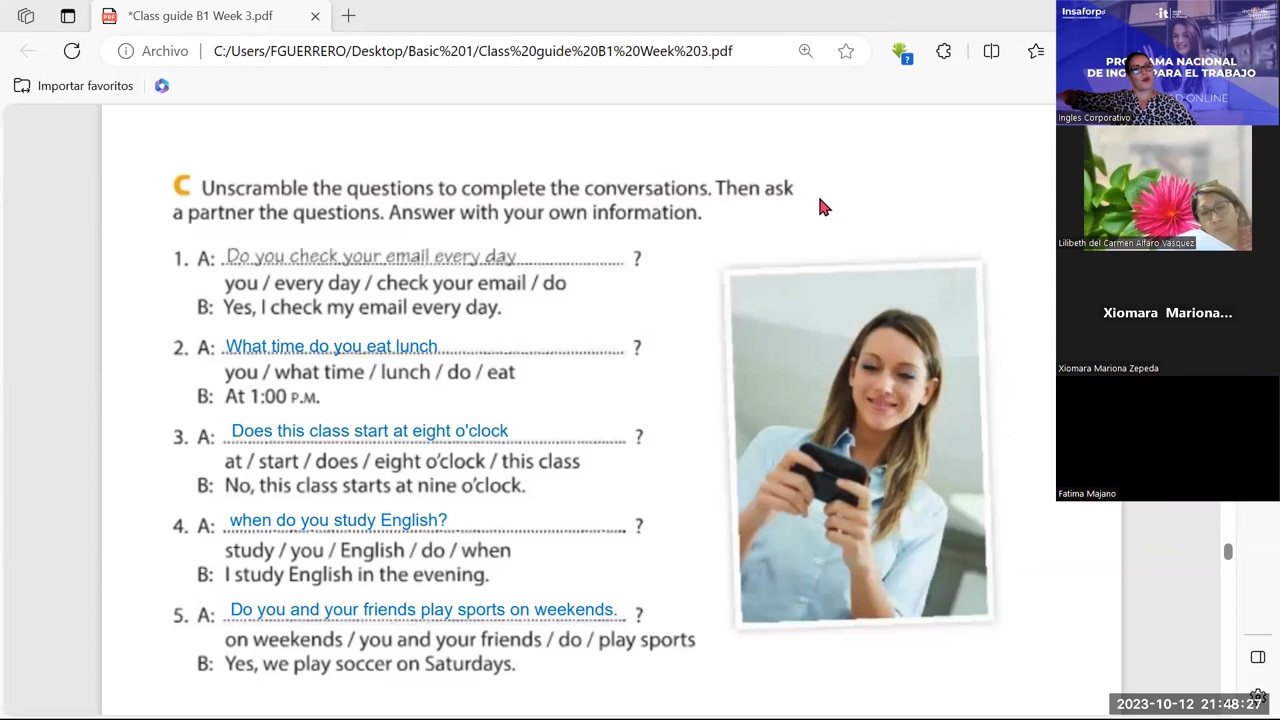 *Class guide B1 Week 3.pdf
Archivo
C:/Users/FGUERRERO/Desktop/Basic%201/Class%20guide%20B1%20Week%203.pdf
Importar favoritos
C Unscramble the questions to complete the conversations. Then ask
a partner the questions. Answer with your own information.
1. A: Do you check your email every day ?
you / every day / check your email / do
B: Yes, I check my email every day.
2. A: What time do you eat lunch ?
you / what time / lunch / do / eat
B: At 1:00 P.M.
3. A: Does this class start at eight o'clock ?
at / start / does / eight o'clock / this class
B: No, this class starts at nine o'clock.
4. A: when do you study English? ?
study / you / English / do / when
B: I study English in the evening.
5. A: Do you and your friends play sports on weekends. ?
on weekends / you and your friends / do / play sports
B: Yes, we play soccer on Saturdays.
Insaforp
it
PROGRAMA NACIONAL
DE ING PARA EL TRABAJO
AD ONLINE
Ingles Corporativo
Lilibeth del Carmen Alfaro Vasquez
Xiomara Mariona...
Xiomara Mariona Zepeda
Fatima Majano
2023-10-12 21:48:27